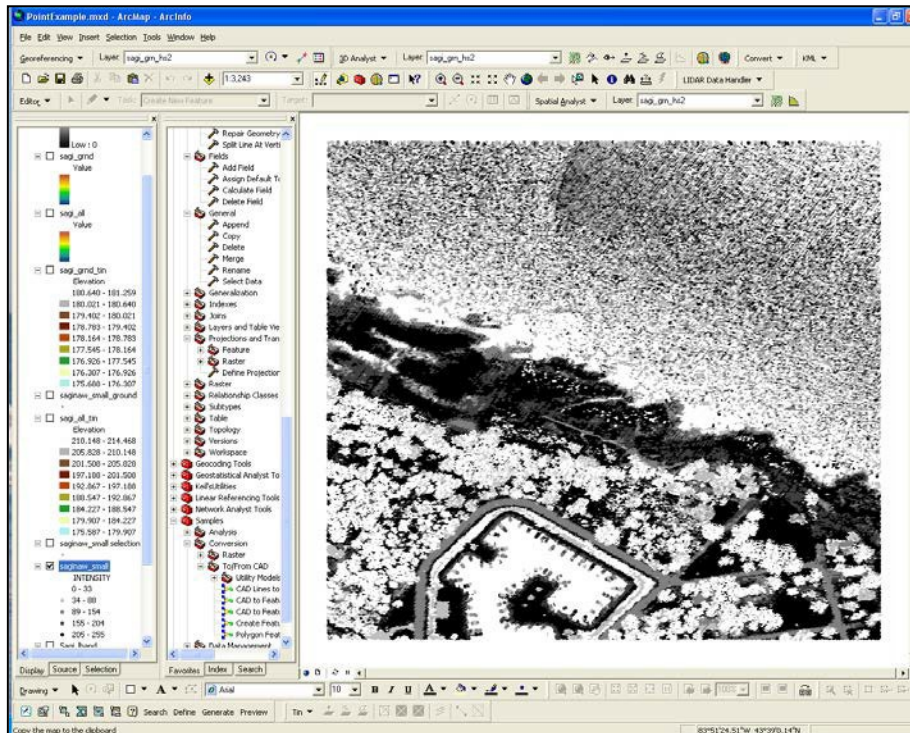 PointExample.mxd - ArcMap - ArcInfo
File Edit View Insert Selection Tools Window Help
Georeferencing Layer: sagi_grn_hs2 3D Analyst Layer: sagi_grn_hs2 Convert KML
1:3,243 LIDAR Data Handler
Editor Task: Create New Feature Target: Spatial Analyst Layer: sagi_grn_hs2
Low : 0
sagi_grnd
Value
sagi_all
Value
sagi_grnd_tin
Elevation
180.640 - 181.259
180.021 - 180.640
179.402 - 180.021
178.783 - 179.402
178.164 - 178.783
177.545 - 178.164
176.926 - 177.545
176.307 - 176.926
175.688 - 176.307
saginaw_small_ground
sagi_all_tin
Elevation
210.148 - 214.468
205.828 - 210.148
201.508 - 205.828
197.188 - 201.508
192.867 - 197.188
188.547 - 192.867
184.227 - 188.547
179.907 - 184.227
175.587 - 179.907
saginaw_small selection
saginaw_small
INTENSITY
0 - 33
34 - 88
89 - 154
155 - 204
205 - 255
Sagi_lband
Display Source Selection
Repair Geometry
Split Line At Verti
Fields
Add Field
Assign Default To
Calculate Field
Delete Field
General
Append
Copy
Delete
Merge
Rename
Select Data
Generalization
Indexes
Joins
Layers and Table Vie
Projections and Tran
Feature
Raster
Define Projection
Raster
Relationship Classes
Subtypes
Table
Topology
Versions
Workspace
Geocoding Tools
Geostatistical Analyst To
KeilsUtilities
Linear Referencing Tools
Network Analyst Tools
Samples
Analysis
Conversion
Raster
To/From CAD
Utility Models
CAD Lines to
CAD to Featu
CAD to Featu
Create Featu
Polygon Feat
Data Management
Favorites Index Search
Drawing A Arial 10 B I U A 100%
Search Define Generate Preview Tin
Copy the map to the clipboard 83°51'24.51"W 43°39'0.14"N